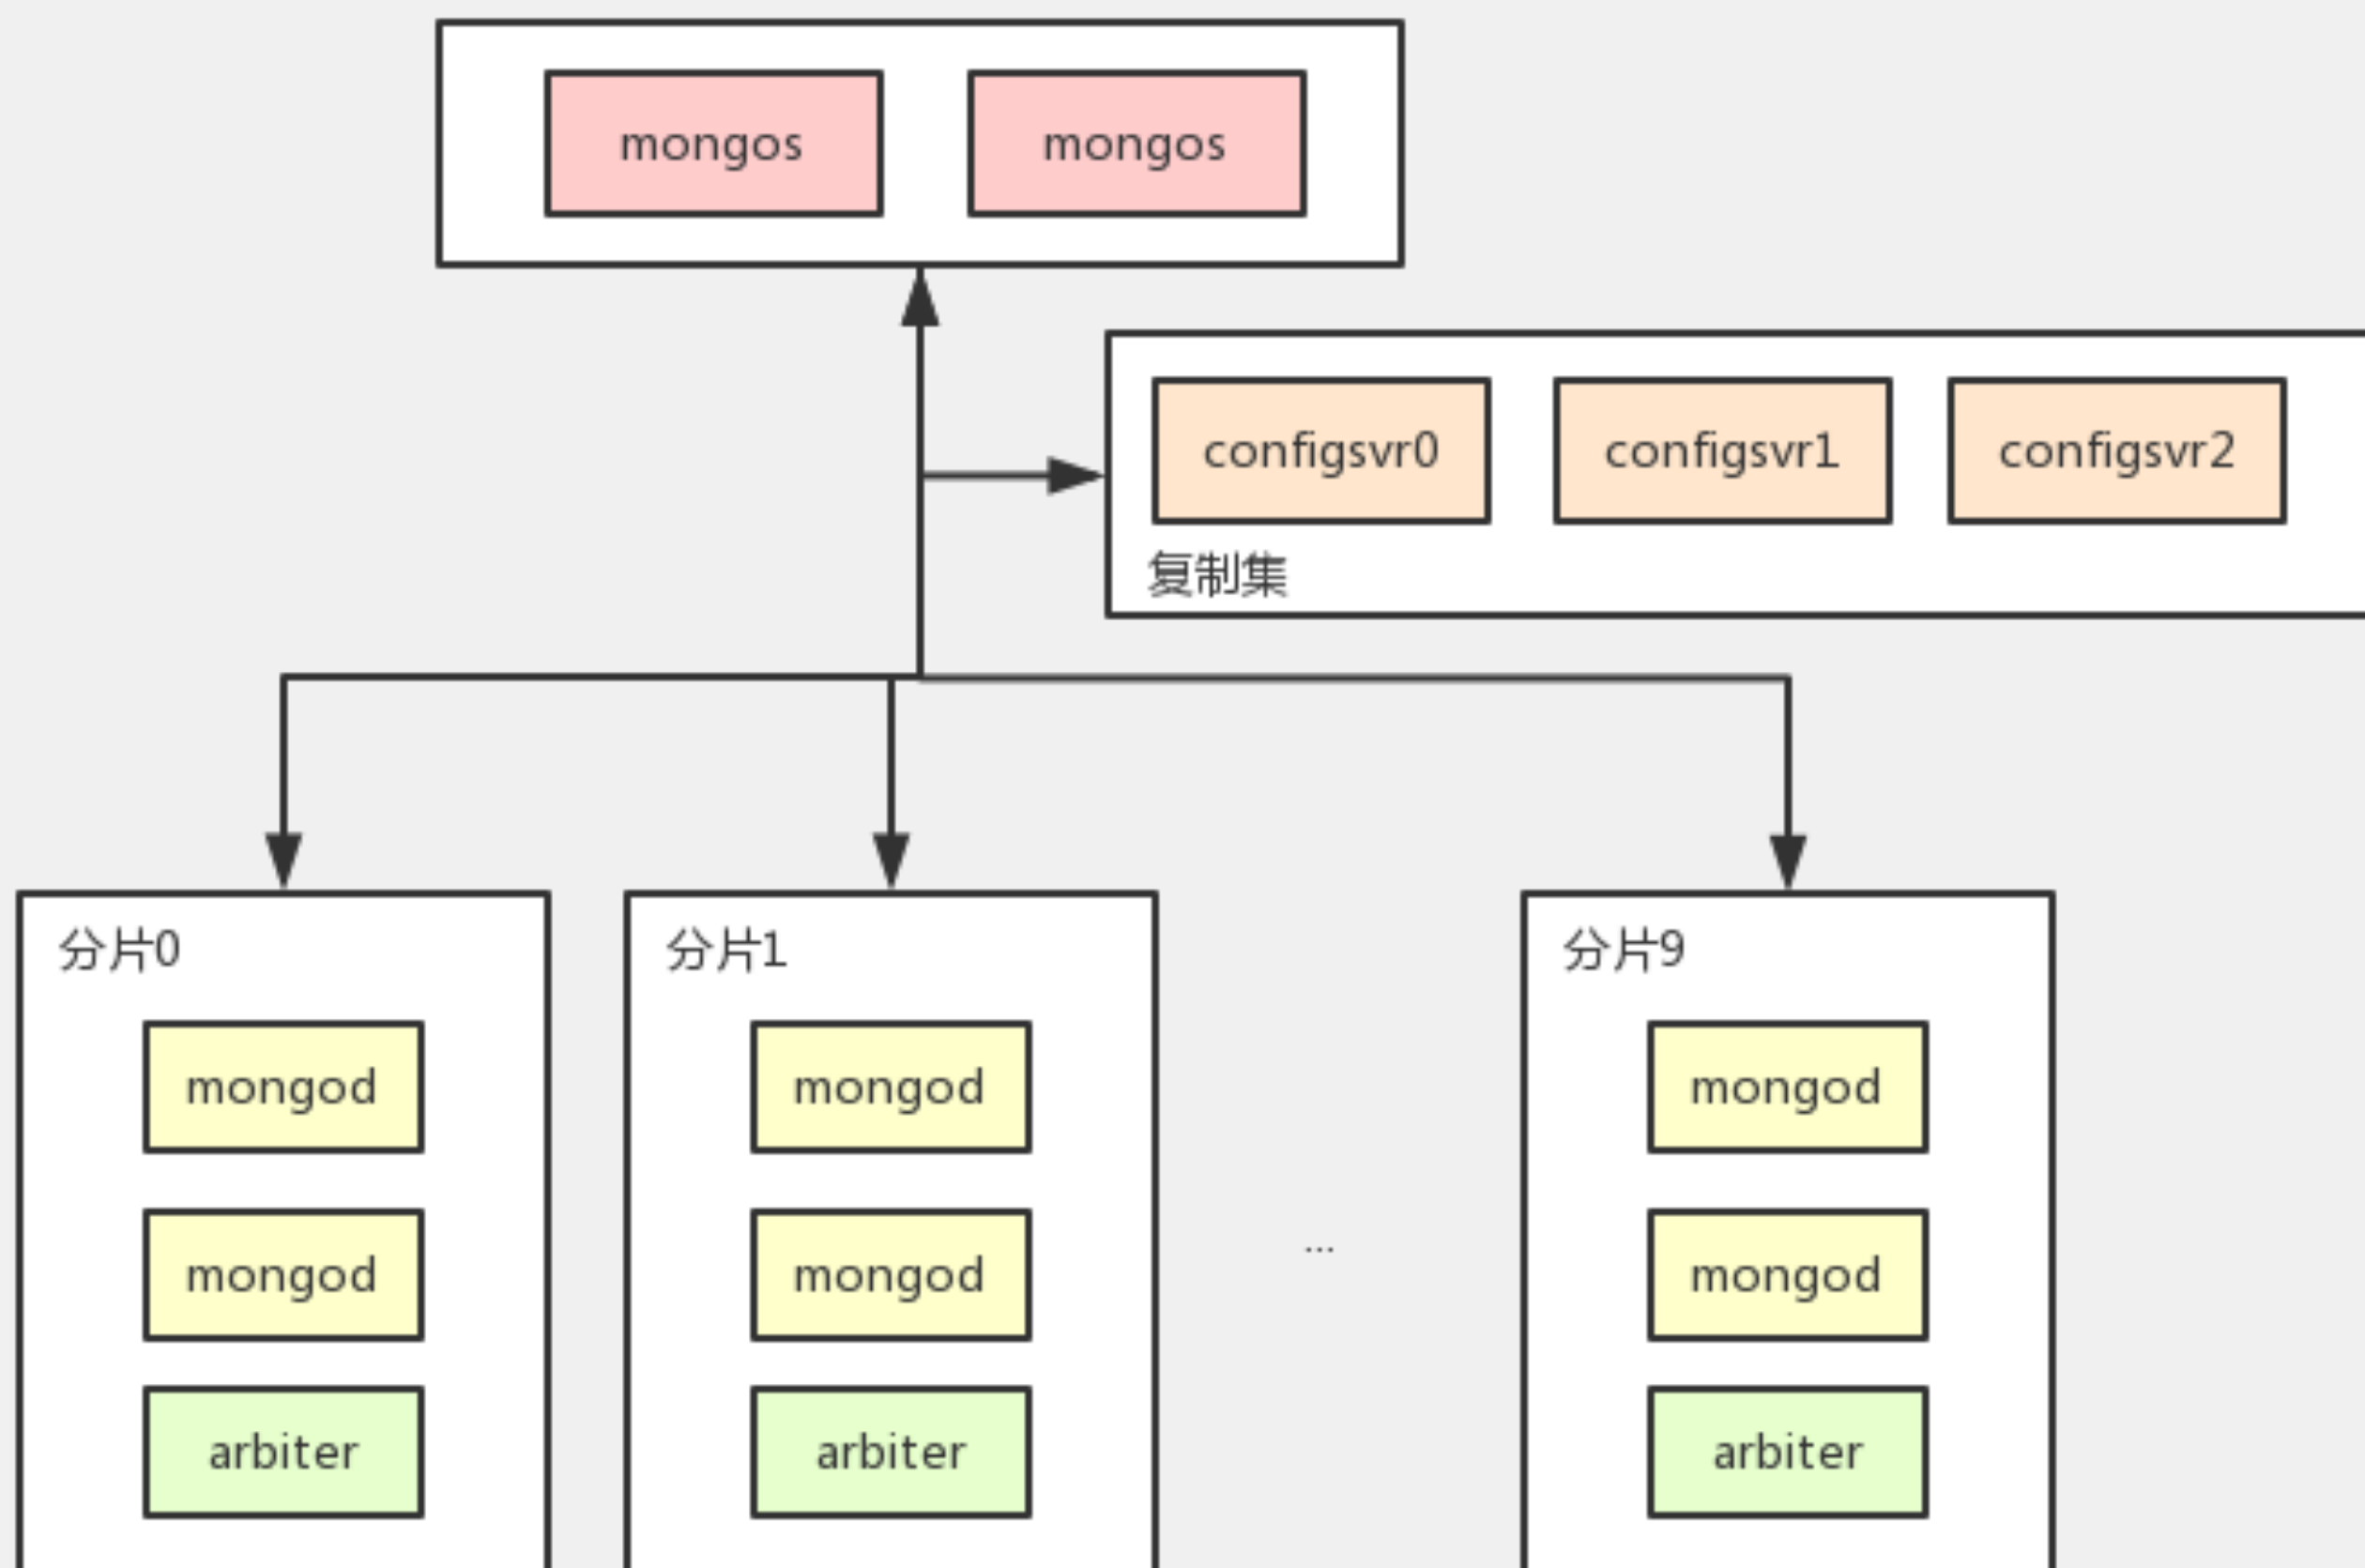 mongos mongos
configsvr0 configsvr1 configsvr2
复制集
分片0 分片1 分片9
mongod mongod mongod
mongod mongod ... mongod
arbiter arbiter arbiter